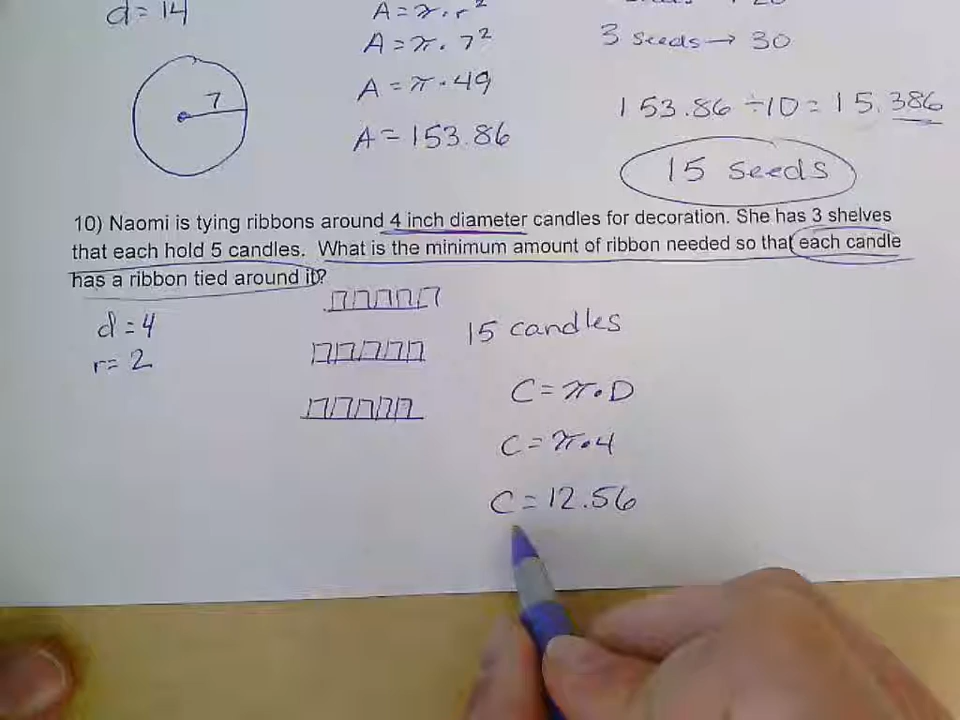 d = 14
A = π·r²
A = π·7²
3 seeds → 30
7
A = π·49
153.86 ÷10 = 15.386
A = 153.86
15 seeds
10) Naomi is tying ribbons around 4 inch diameter candles for decoration. She has 3 shelves
that each hold 5 candles. What is the minimum amount of ribbon needed so that each candle
has a ribbon tied around it?
d = 4
15 candles
r = 2
C = π·D
C = π·4
C = 12.56